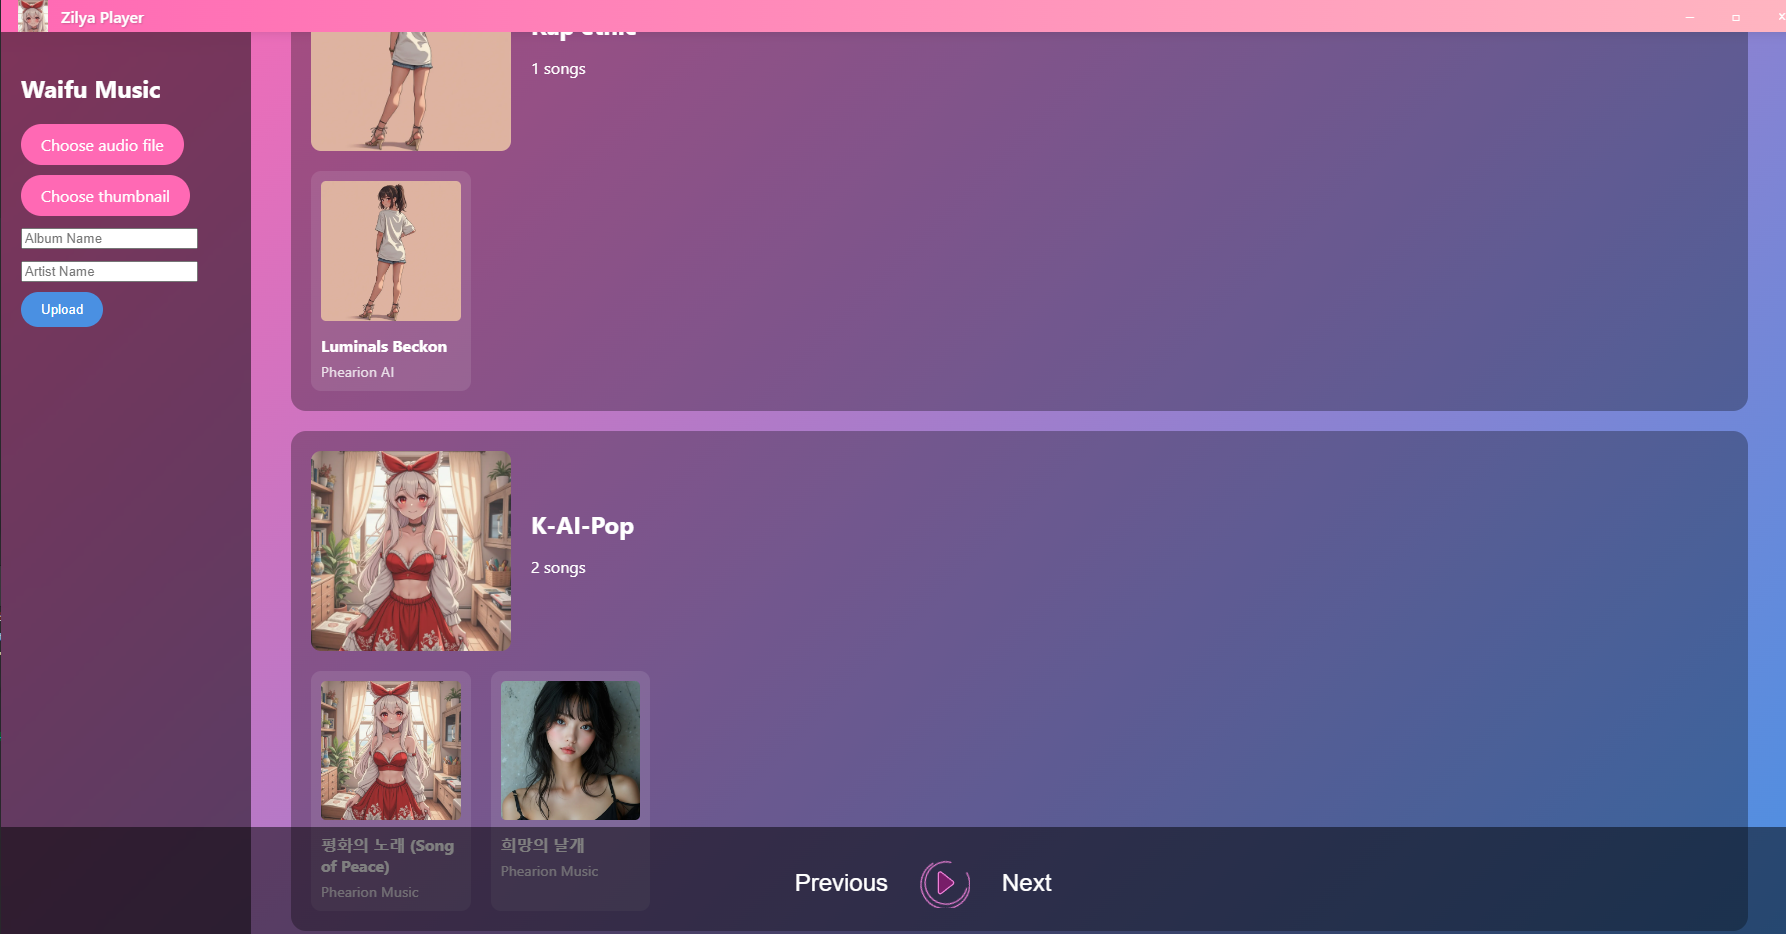 Zilya Player
Waifu Music
Choose audio file
Choose thumbnail
Album Name
Artist Name
Upload
1 songs
Luminals Beckon
Phearion AI
K-AI-Pop
2 songs
평화의 노래 (Song
of Peace)
Phearion Music
희망의 날개
Phearion Music
Previous
Next